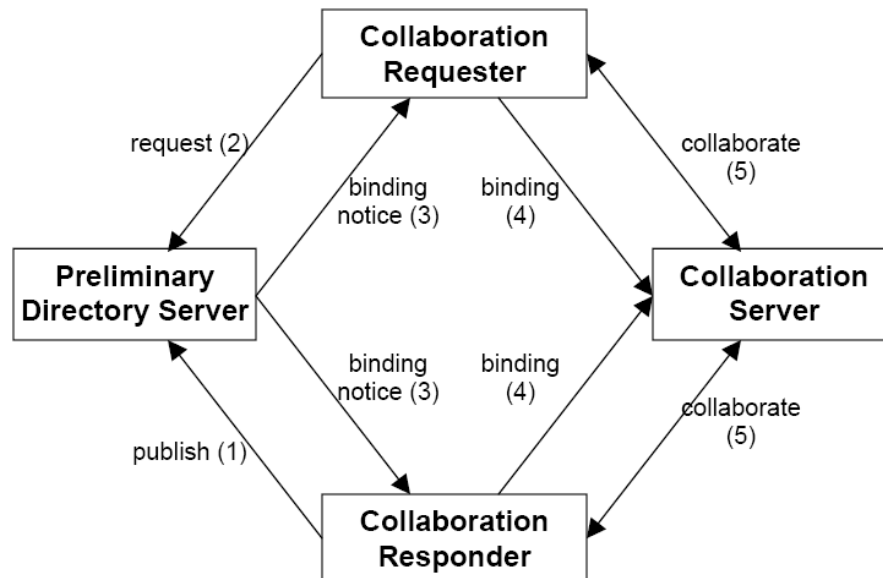 Collaboration
Requester
request (2)
collaborate
(5)
binding
notice (3)
binding
(4)
Preliminary
Directory Server
Collaboration
Server
binding
notice (3)
binding
(4)
collaborate
(5)
publish (1)
Collaboration
Responder